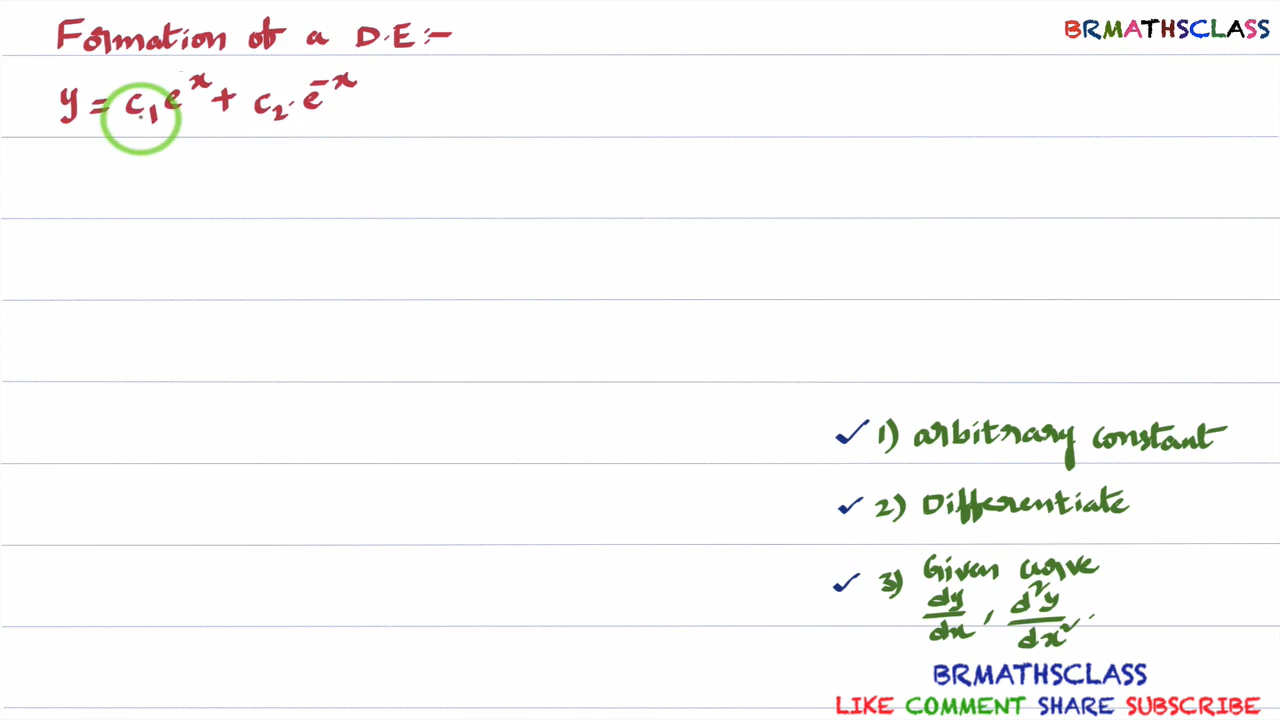 Formation of a D.E :-
BRMATHSCLASS
y = c₁ eˣ + c₂ . e⁻ˣ
✓ 1) arbitrary constant
✓ 2) Differentiate
✓ 3) Given curve
dy/dx , d²y/dx² .
BRMATHSCLASS
LIKE COMMENT SHARE SUBSCRIBE